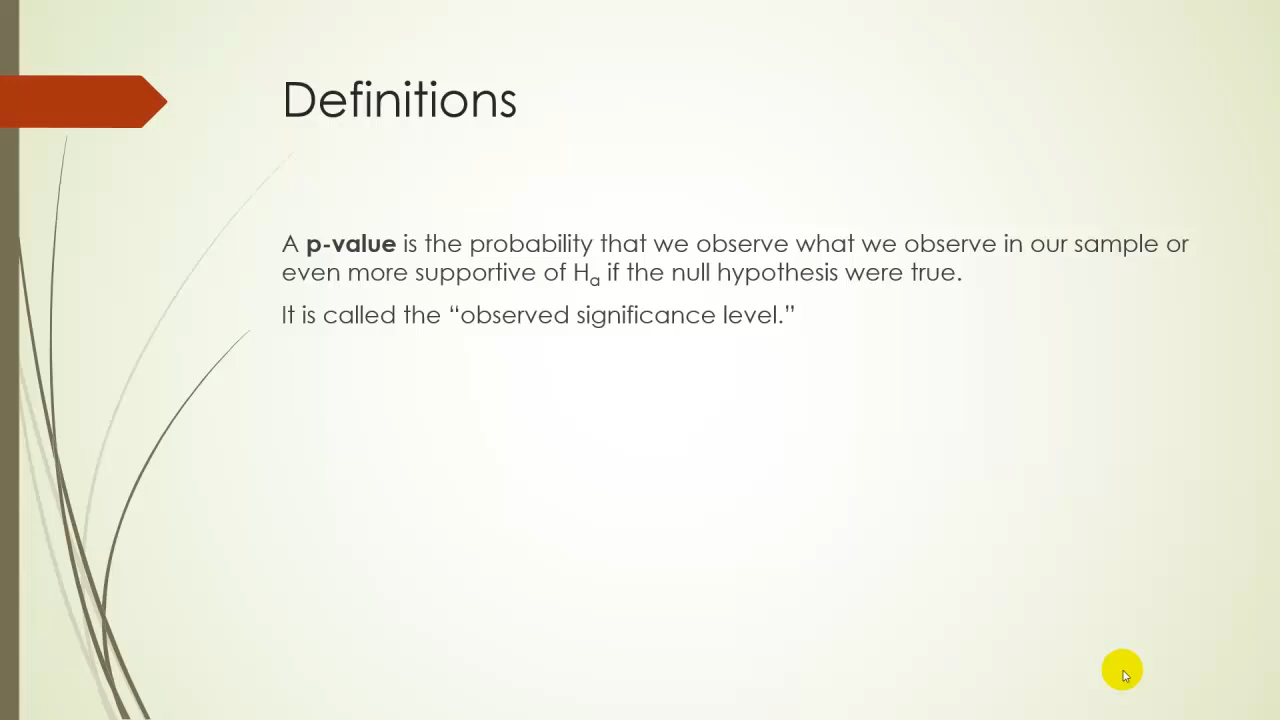 Definitions
A p-value is the probability that we observe what we observe in our sample or
even more supportive of Ha if the null hypothesis were true.
It is called the “observed significance level.”